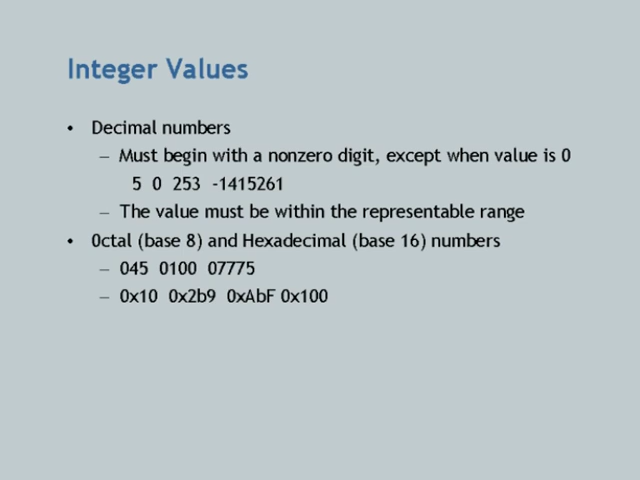 Integer Values
• Decimal numbers
– Must begin with a nonzero digit, except when value is 0
5 0 253 -1415261
– The value must be within the representable range
• 0ctal (base 8) and Hexadecimal (base 16) numbers
– 045 0100 07775
– 0x10 0x2b9 0xAbF 0x100